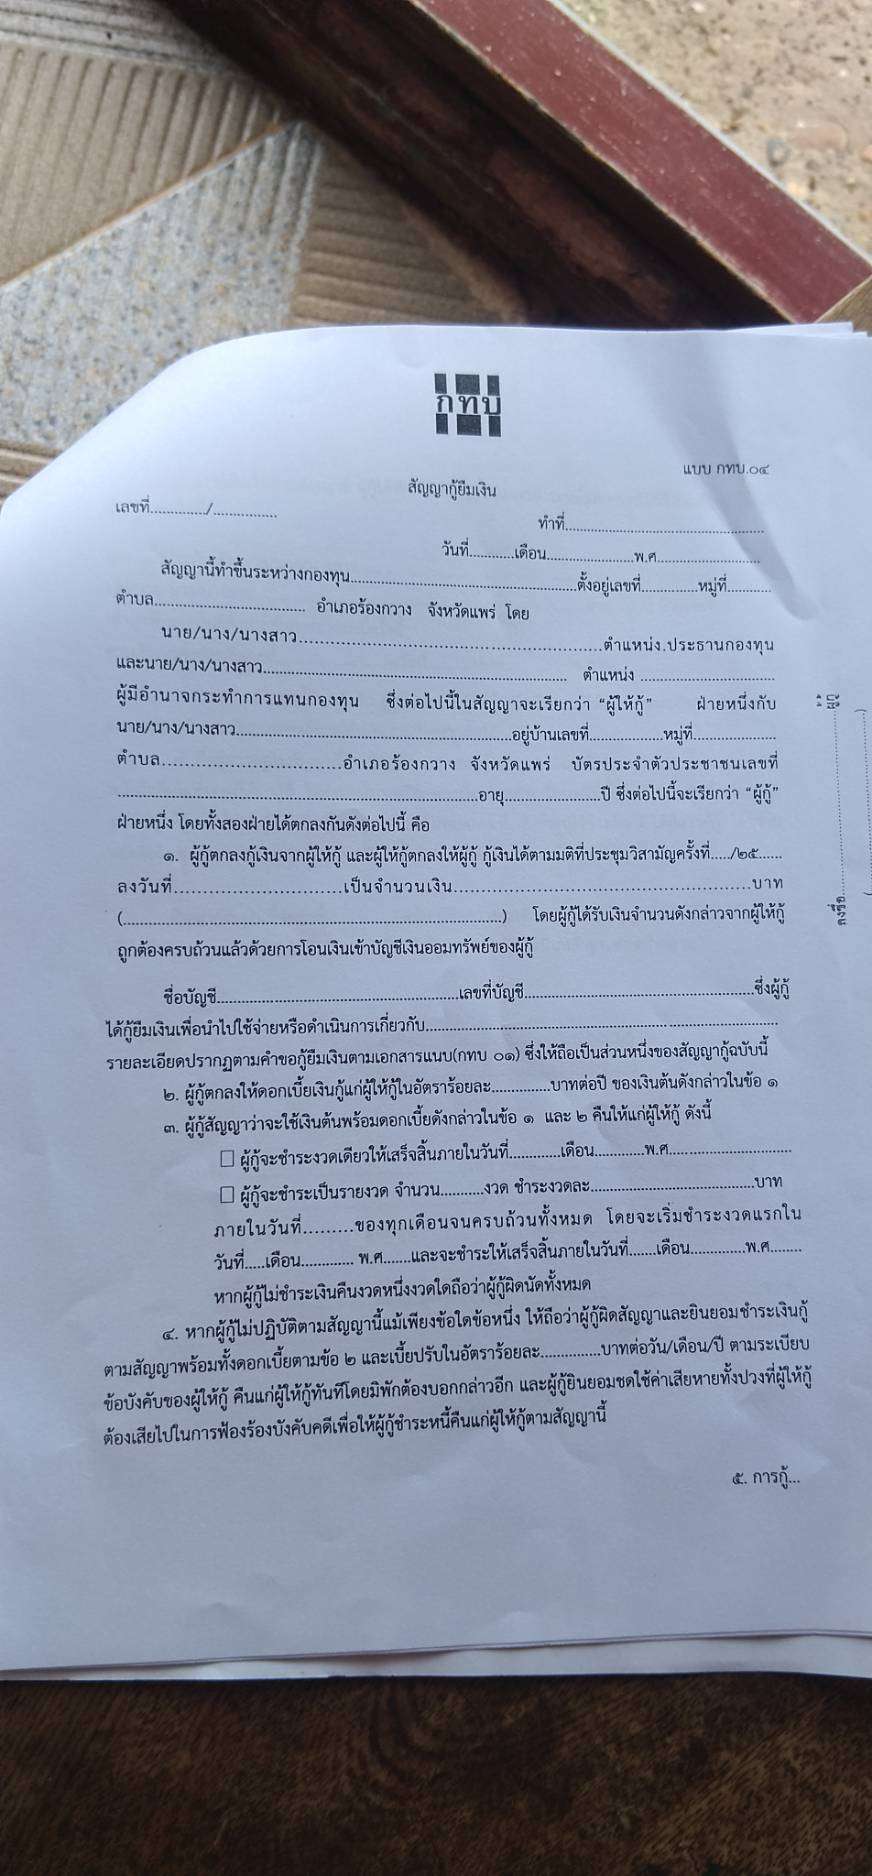 กทบ
แบบ กทบ.๐๔
สัญญากู้ยืมเงิน
เลขที่............../................
ทำที่..................................................
วันที่............เดือน.......................พ.ศ...........................
สัญญานี้ทำขึ้นระหว่างกองทุน..........................................................ตั้งอยู่เลขที่...............หมู่ที่............
ตำบล...................................... อำเภอร้องกวาง จังหวัดแพร่ โดย
นาย/นาง/นางสาว..........................................................ตำแหน่ง.ประธานกองทุน
และนาย/นาง/นางสาว........................................................................... ตำแหน่ง ..................................
ผู้มีอำนาจกระทำการแทนกองทุน ซึ่งต่อไปนี้ในสัญญาจะเรียกว่า “ผู้ให้กู้” ฝ่ายหนึ่งกับ
นาย/นาง/นางสาว......................................................................อยู่บ้านเลขที่...................หมู่ที่.....................
ตำบล.................................อำเภอร้องกวาง จังหวัดแพร่ บัตรประจำตัวประชาชนเลขที่
...........................................................................................อายุ.........................ปี ซึ่งต่อไปนี้จะเรียกว่า “ผู้กู้”
ฝ่ายหนึ่ง โดยทั้งสองฝ่ายได้ตกลงกันดังต่อไปนี้ คือ
๑. ผู้กู้ตกลงกู้เงินจากผู้ให้กู้ และผู้ให้กู้ตกลงให้ผู้กู้ กู้เงินได้ตามมติที่ประชุมวิสามัญครั้งที่...../๒๕......
ลงวันที่...............................เป็นจำนวนเงิน......................................................บาท
(................................................................................................) โดยผู้กู้ได้รับเงินจำนวนดังกล่าวจากผู้ให้กู้
ถูกต้องครบถ้วนแล้วด้วยการโอนเงินเข้าบัญชีเงินออมทรัพย์ของผู้กู้
ชื่อบัญชี.............................................................เลขที่บัญชี..........................................................ซึ่งผู้กู้
ได้กู้ยืมเงินเพื่อนำไปใช้จ่ายหรือดำเนินการเกี่ยวกับ.........................................................................................
รายละเอียดปรากฏตามคำขอกู้ยืมเงินตามเอกสารแนบ(กทบ ๐๑) ซึ่งให้ถือเป็นส่วนหนึ่งของสัญญากู้ฉบับนี้
๒. ผู้กู้ตกลงให้ดอกเบี้ยเงินกู้แก่ผู้ให้กู้ในอัตราร้อยละ...............บาทต่อปี ของเงินต้นดังกล่าวในข้อ ๑
๓. ผู้กู้สัญญาว่าจะใช้เงินต้นพร้อมดอกเบี้ยดังกล่าวในข้อ ๑ และ ๒ คืนให้แก่ผู้ให้กู้ ดังนี้
☐ ผู้กู้จะชำระงวดเดียวให้เสร็จสิ้นภายในวันที่.............เดือน.............พ.ศ...............................
☐ ผู้กู้จะชำระเป็นรายงวด จำนวน...........งวด ชำระงวดละ..........................................บาท
ภายในวันที่.........ของทุกเดือนจนครบถ้วนทั้งหมด โดยจะเริ่มชำระงวดแรกใน
วันที่.....เดือน............. พ.ศ.......และจะชำระให้เสร็จสิ้นภายในวันที่.......เดือน..............พ.ศ........
หากผู้กู้ไม่ชำระเงินคืนงวดหนึ่งงวดใดถือว่าผู้กู้ผิดนัดทั้งหมด
๔. หากผู้กู้ไม่ปฏิบัติตามสัญญานี้แม้เพียงข้อใดข้อหนึ่ง ให้ถือว่าผู้กู้ผิดสัญญาและยินยอมชำระเงินกู้
ตามสัญญาพร้อมทั้งดอกเบี้ยตามข้อ ๒ และเบี้ยปรับในอัตราร้อยละ...............บาทต่อวัน/เดือน/ปี ตามระเบียบ
ข้อบังคับของผู้ให้กู้ คืนแก่ผู้ให้กู้ทันทีโดยมิพักต้องบอกกล่าวอีก และผู้กู้ยินยอมชดใช้ค่าเสียหายทั้งปวงที่ผู้ให้กู้
ต้องเสียไปในการฟ้องร้องบังคับคดีเพื่อให้ผู้กู้ชำระหนี้คืนแก่ผู้ให้กู้ตามสัญญานี้
๕. การกู้...
ลงชื่อ..............................ผู้กู้